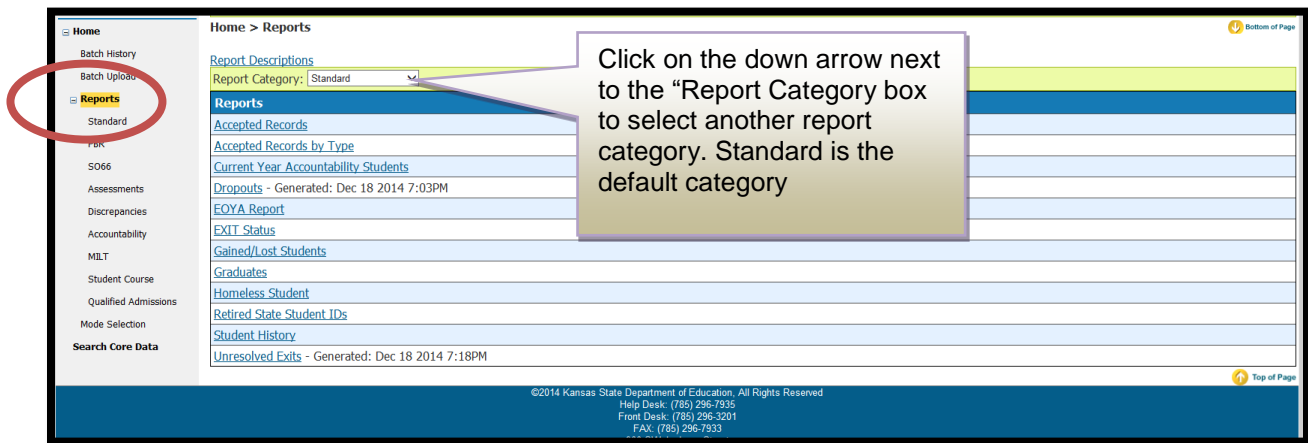 Home
Batch History
Batch Upload
Reports
Standard
PBR
SO66
Assessments
Discrepancies
Accountability
MILT
Student Course
Qualified Admissions
Mode Selection
Search Core Data
Home > Reports
Bottom of Page
Report Descriptions
Report Category: Standard
Reports
Accepted Records
Accepted Records by Type
Current Year Accountability Students
Dropouts - Generated: Dec 18 2014 7:03PM
EOYA Report
EXIT Status
Gained/Lost Students
Graduates
Homeless Student
Retired State Student IDs
Student History
Unresolved Exits - Generated: Dec 18 2014 7:18PM
Click on the down arrow next
to the “Report Category box
to select another report
category. Standard is the
default category
Top of Page
©2014 Kansas State Department of Education, All Rights Reserved
Help Desk: (785) 296-7935
Front Desk: (785) 296-3201
FAX: (785) 296-7933